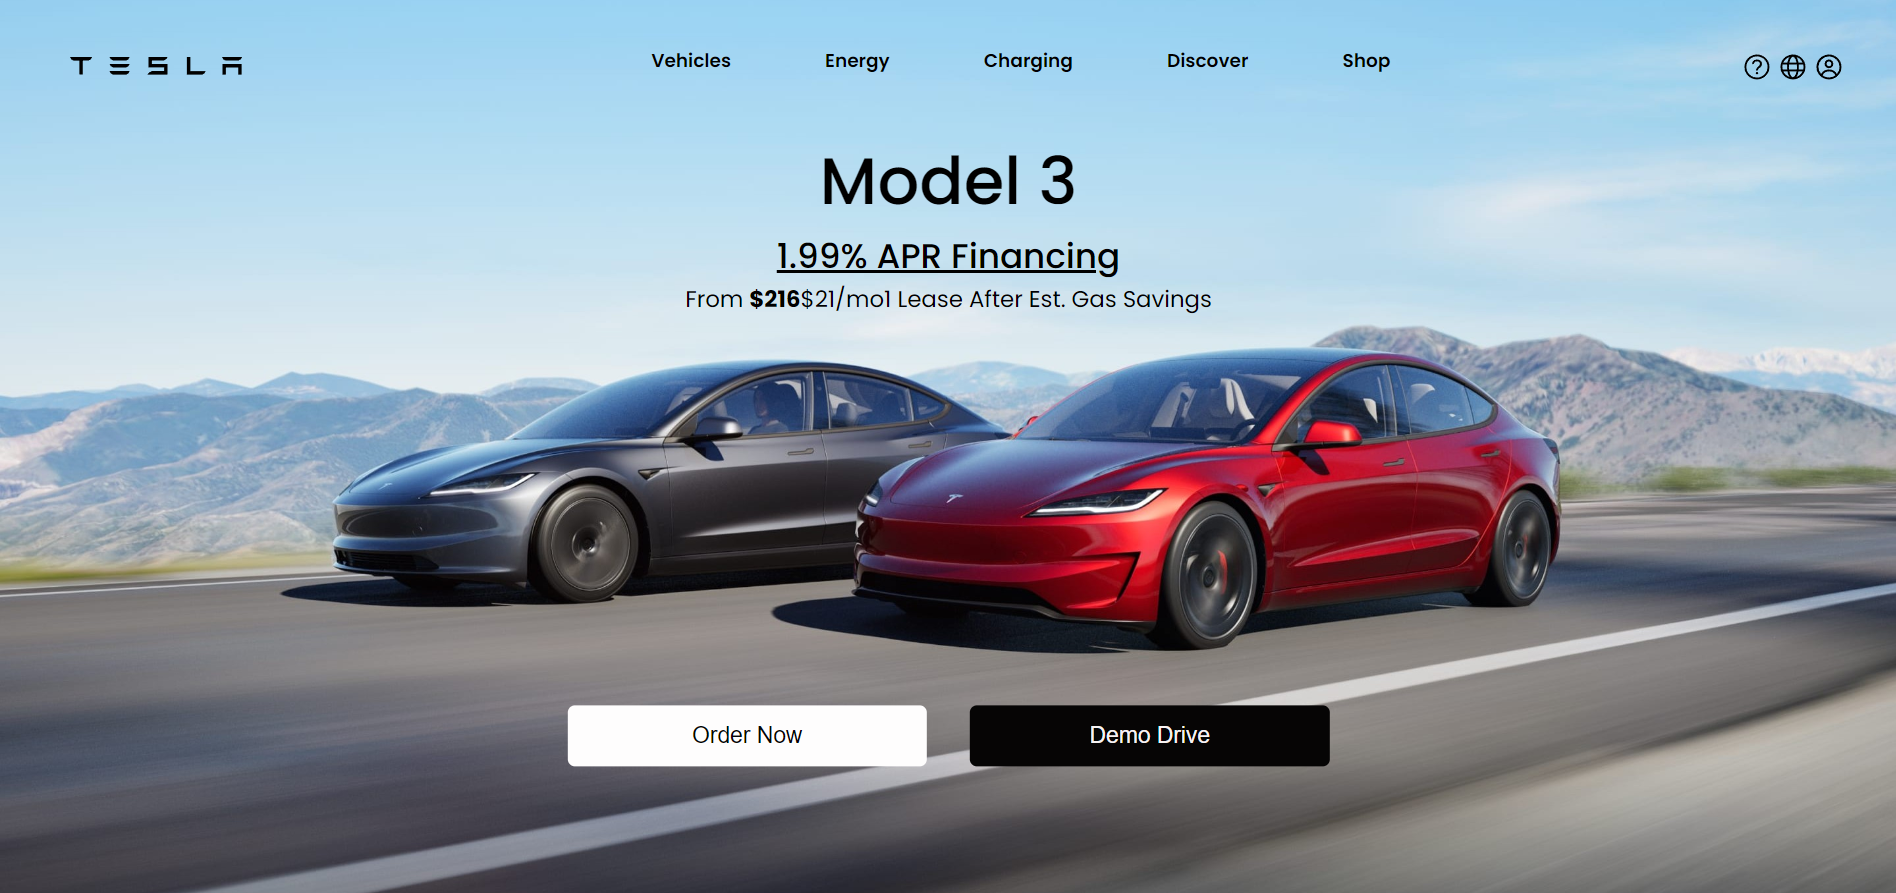 TESLA
Vehicles Energy Charging Discover Shop
Model 3
1.99% APR Financing
From $216$21/mo1 Lease After Est. Gas Savings
Order Now Demo Drive